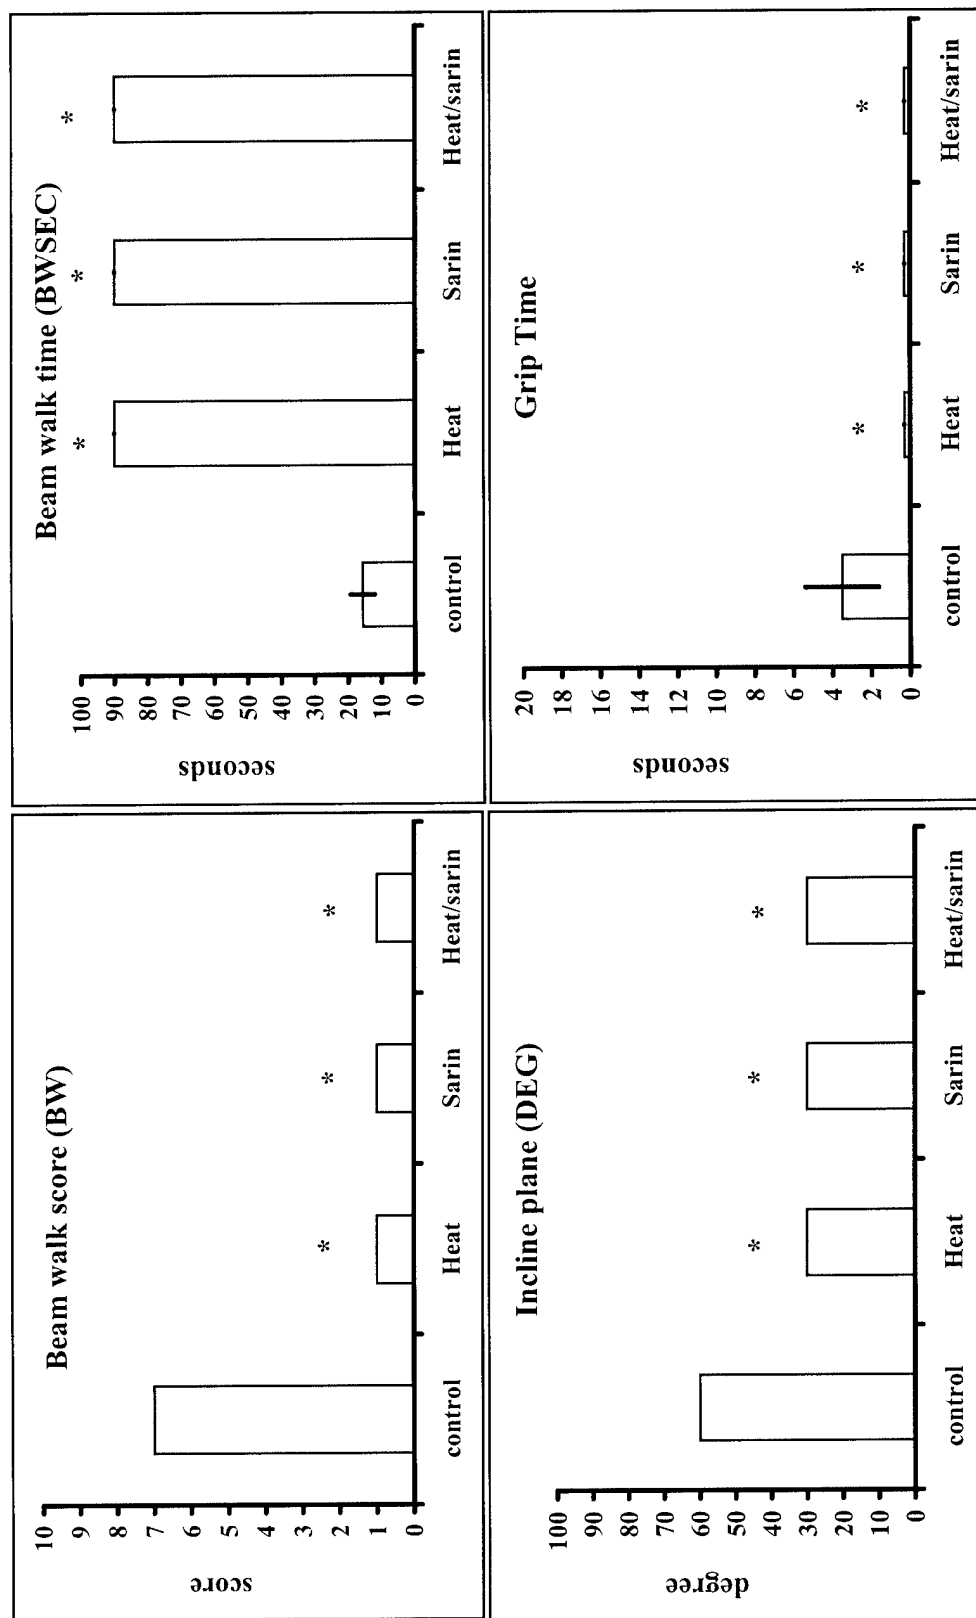 Beam walk score (BW)
score
10
9
8
7
6
5
4
3
2
1
0
* * *
control Heat Sarin Heat/sarin
Beam walk time (BWSEC)
seconds
100
90
80
70
60
50
40
30
20
10
0
* * *
control Heat Sarin Heat/sarin
Incline plane (DEG)
degree
100
90
80
70
60
50
40
30
20
10
0
* * *
control Heat Sarin Heat/sarin
Grip Time
seconds
20
18
16
14
12
10
8
6
4
2
0
* * *
control Heat Sarin Heat/sarin